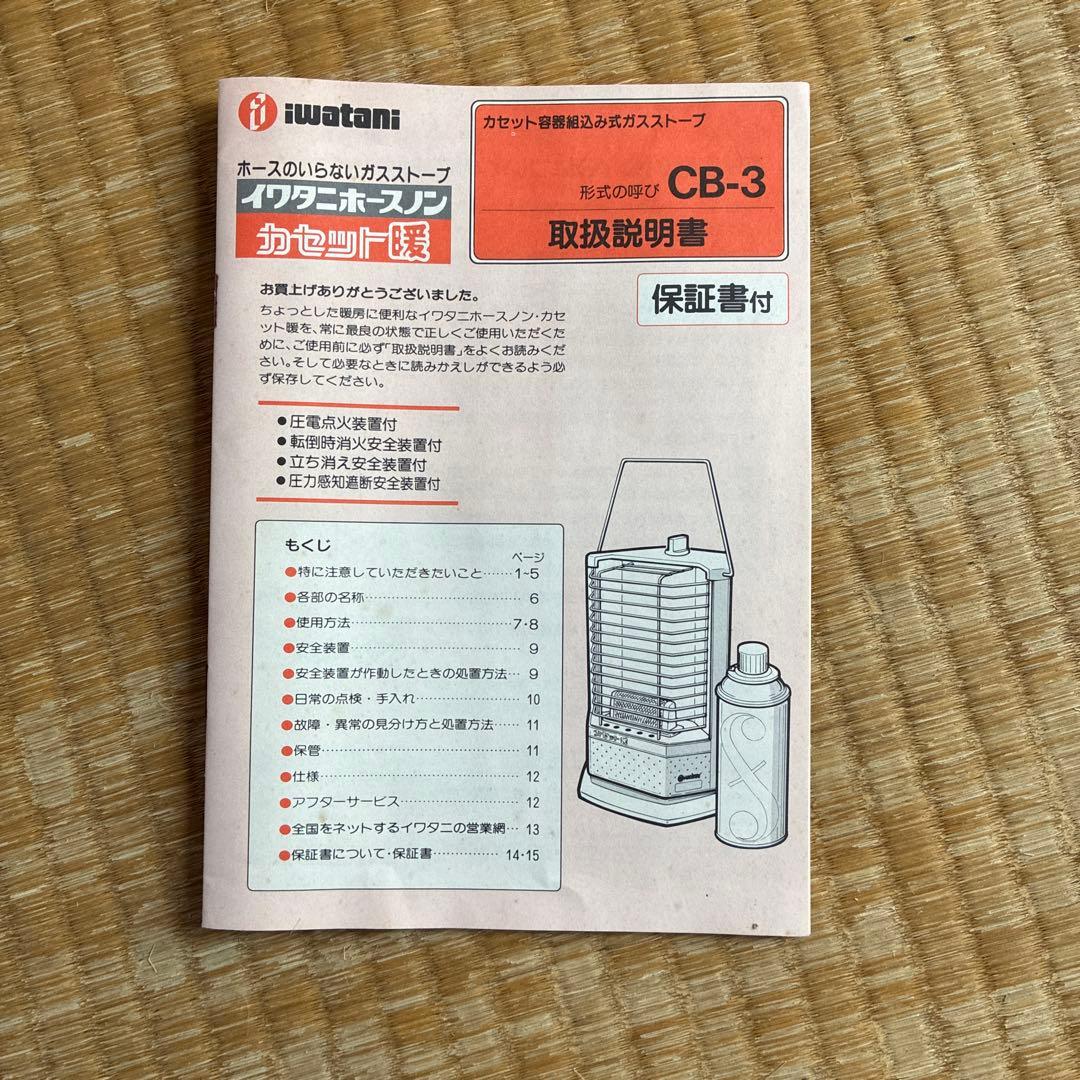 iwatani
ホースのいらないガスストーブ
イワタニホースノン
カセット暖
カセット容器組込み式ガスストーブ
形式の呼び CB-3
取扱説明書
保証書付
お買上げありがとうございました。
ちょっとした暖房に便利なイワタニホースノン・カセ
ット暖を、常に最良の状態で正しくご使用いただくた
めに、ご使用前に必ず「取扱説明書」をよくお読みくだ
さい。そして必要なときに読みかえしができるよう必
ず保存してください。
●圧電点火装置付
●転倒時消火安全装置付
●立ち消え安全装置付
●圧力感知遮断安全装置付
もくじ
ページ
●特に注意していただきたいこと……1~5
●各部の名称……6
●使用方法……7・8
●安全装置……9
●安全装置が作動したときの処置方法…9
●日常の点検・手入れ……10
●故障・異常の見分け方と処置方法……11
●保管……11
●仕様……12
●アフターサービス……12
●全国をネットするイワタニの営業網…13
●保証書について・保証書……14・15